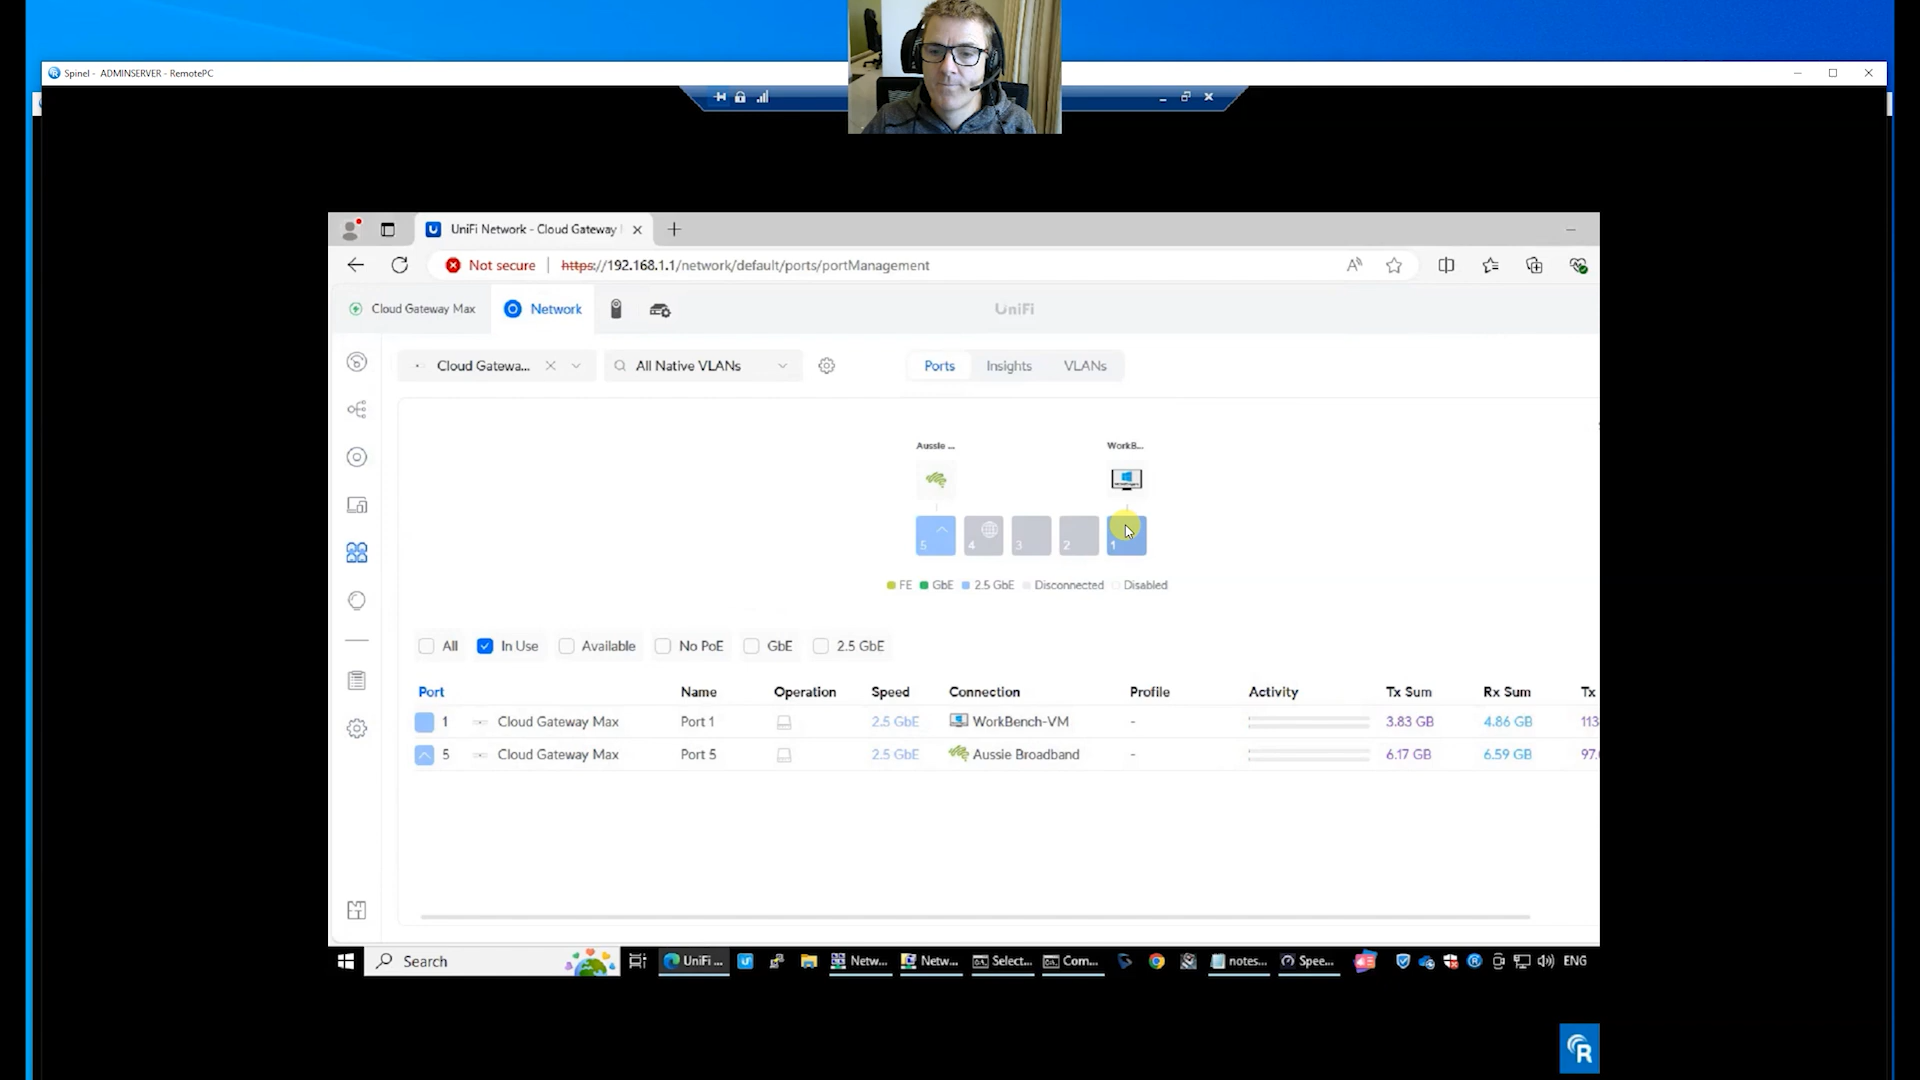 Spinel - ADMINSERVER - RemotePC
UniFi Network - Cloud Gateway
Not secure https://192.168.1.1/network/default/ports/portManagement
Cloud Gateway Max Network UniFi
Cloud Gatewa... All Native VLANs Ports Insights VLANs
Aussie ... WorkB...
5 4 3 2 1
FE GbE 2.5 GbE Disconnected Disabled
All In Use Available No PoE GbE 2.5 GbE
Port Name Operation Speed Connection Profile Activity Tx Sum Rx Sum Tx
1 Cloud Gateway Max Port 1 2.5 GbE WorkBench-VM - 3.83 GB 4.86 GB 113
5 Cloud Gateway Max Port 5 2.5 GbE Aussie Broadband - 6.17 GB 6.59 GB 97.
Search UniFi ... Netw... Netw... Select... Com... notes... Spee... ENG